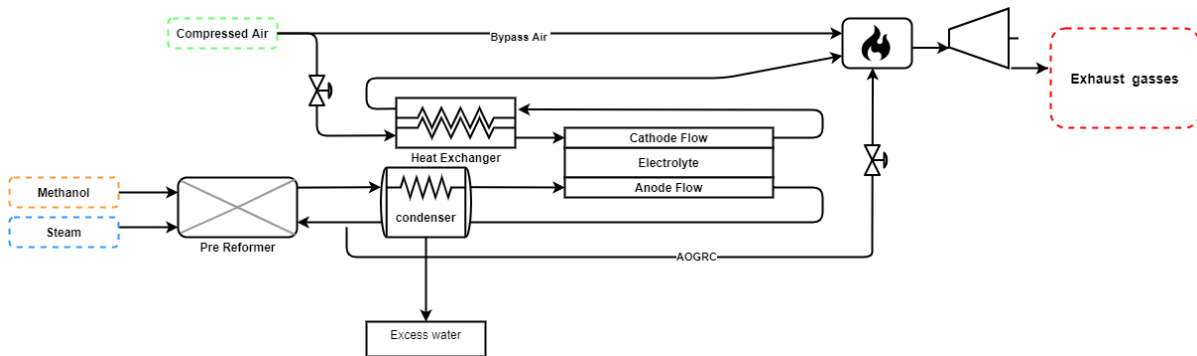 Compressed Air
Bypass Air
Exhaust gasses
Cathode Flow
Heat Exchanger
Electrolyte
Methanol
Anode Flow
condenser
Steam
Pre Reformer
AOGRC
Excess water